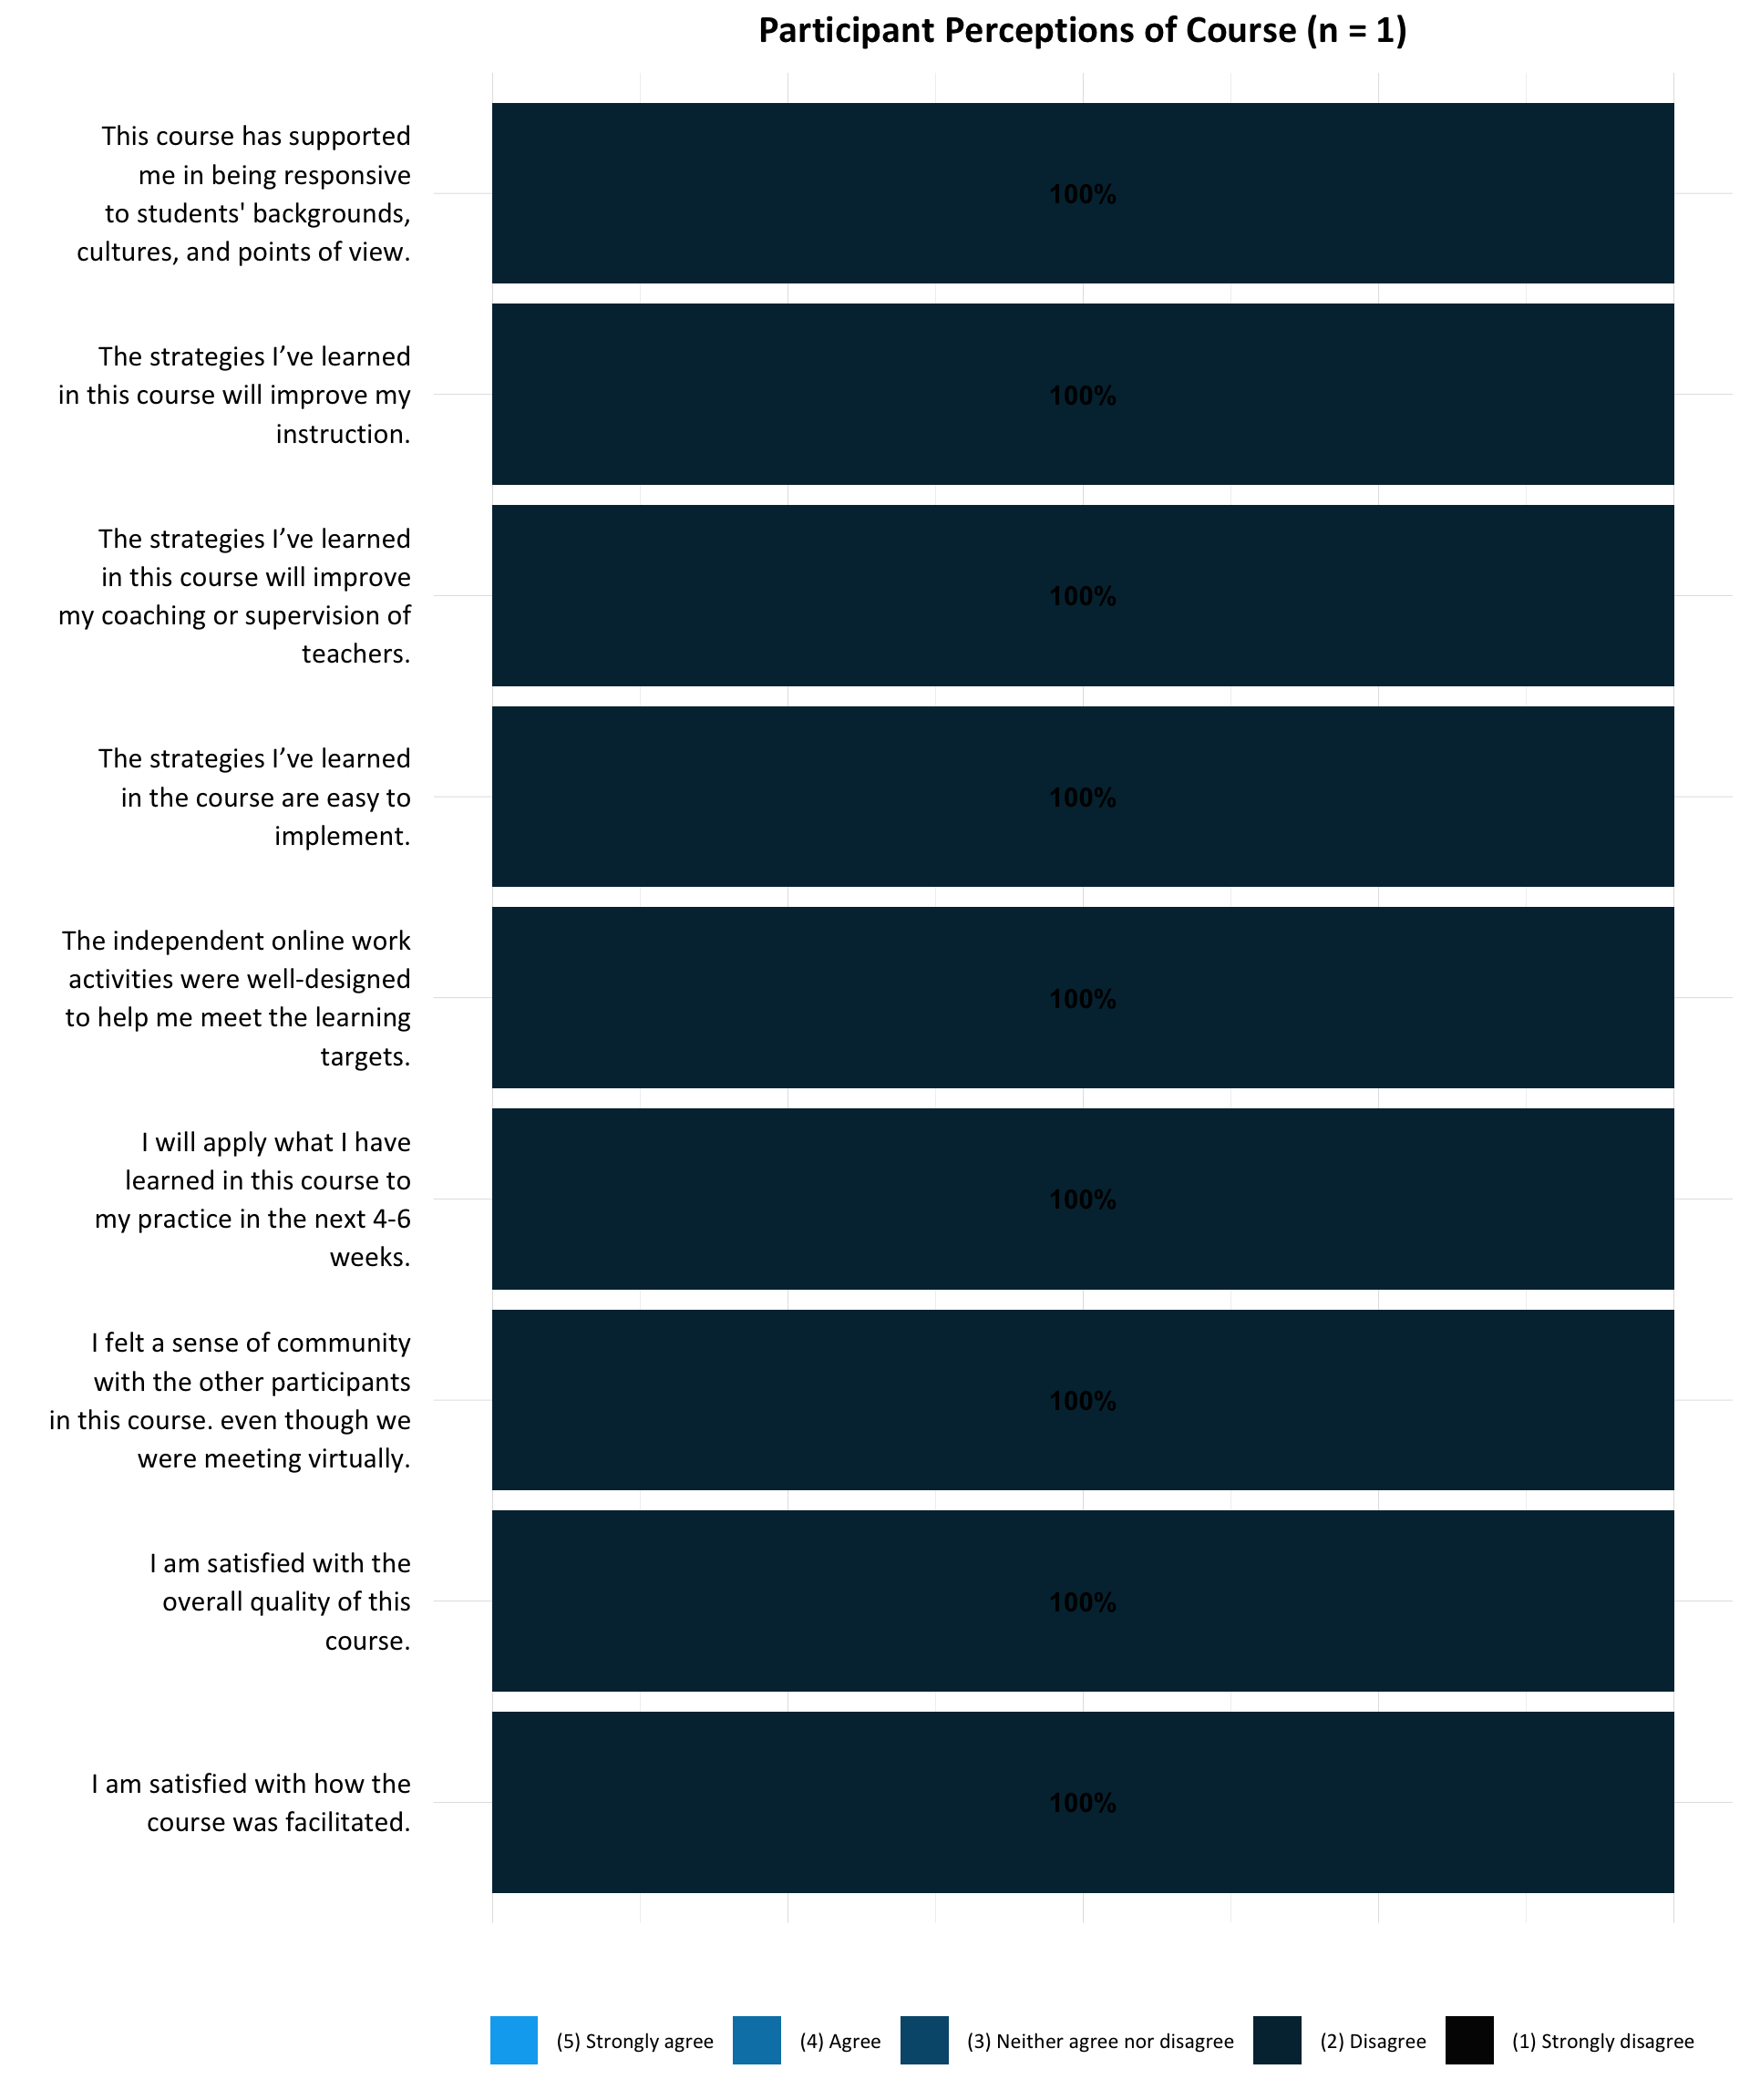 Participant Perceptions of Course (n = 1)
This course has supported
me in being responsive
to students' backgrounds,
cultures, and points of view.
100%
The strategies I’ve learned
in this course will improve my
instruction.
100%
The strategies I’ve learned
in this course will improve
my coaching or supervision of
teachers.
100%
The strategies I’ve learned
in the course are easy to
implement.
100%
The independent online work
activities were well-designed
to help me meet the learning
targets.
100%
I will apply what I have
learned in this course to
my practice in the next 4-6
weeks.
100%
I felt a sense of community
with the other participants
in this course. even though we
were meeting virtually.
100%
I am satisfied with the
overall quality of this
course.
100%
I am satisfied with how the
course was facilitated.
100%
(5) Strongly agree (4) Agree (3) Neither agree nor disagree (2) Disagree (1) Strongly disagree